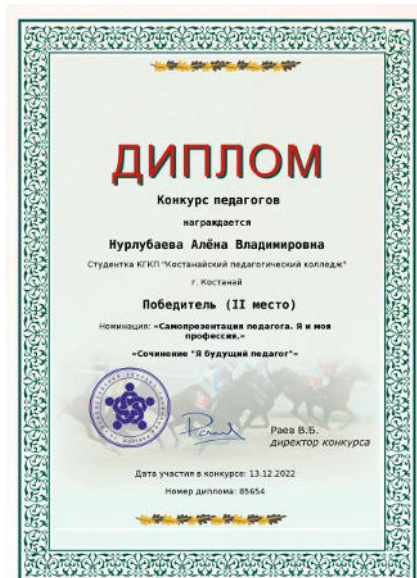 ДИПЛОМ
Конкурс педагогов
награждается
Нурлубаева Алёна Владимировна
Студентка КГКП "Костанайский педагогический колледж"
г. Костанай
Победитель (II место)
Номинация: «Самопрезентация педагога. Я и моя
профессия.»
«Сочинение "Я будущий педагог"»
Раев В.Б.
директор конкурса
Дата участия в конкурсе: 13.12.2022
Номер диплома: 85654